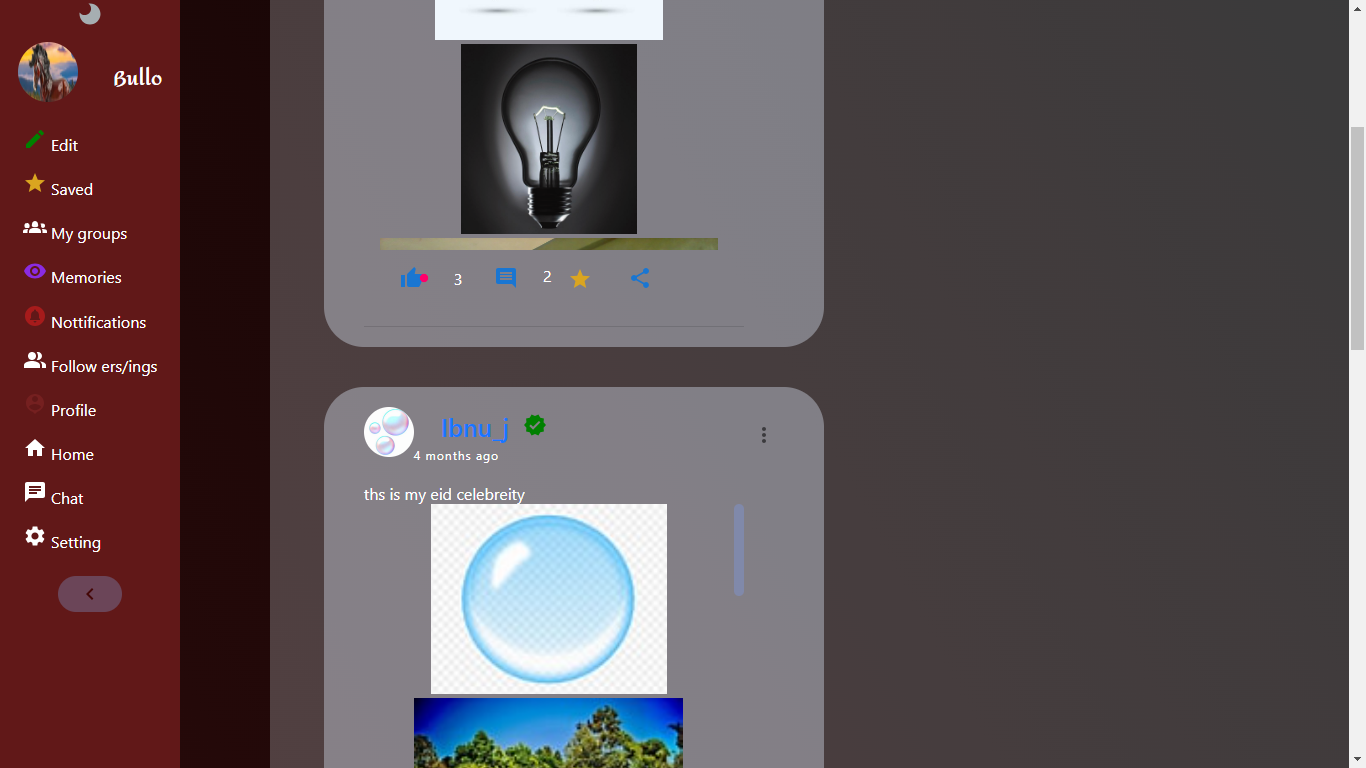 Bullo
Edit
Saved
My groups
Memories
Nottifications
Follow ers/ings
Profile
Home
Chat
Setting
3 2
Ibnu_j
4 months ago
ths is my eid celebreity